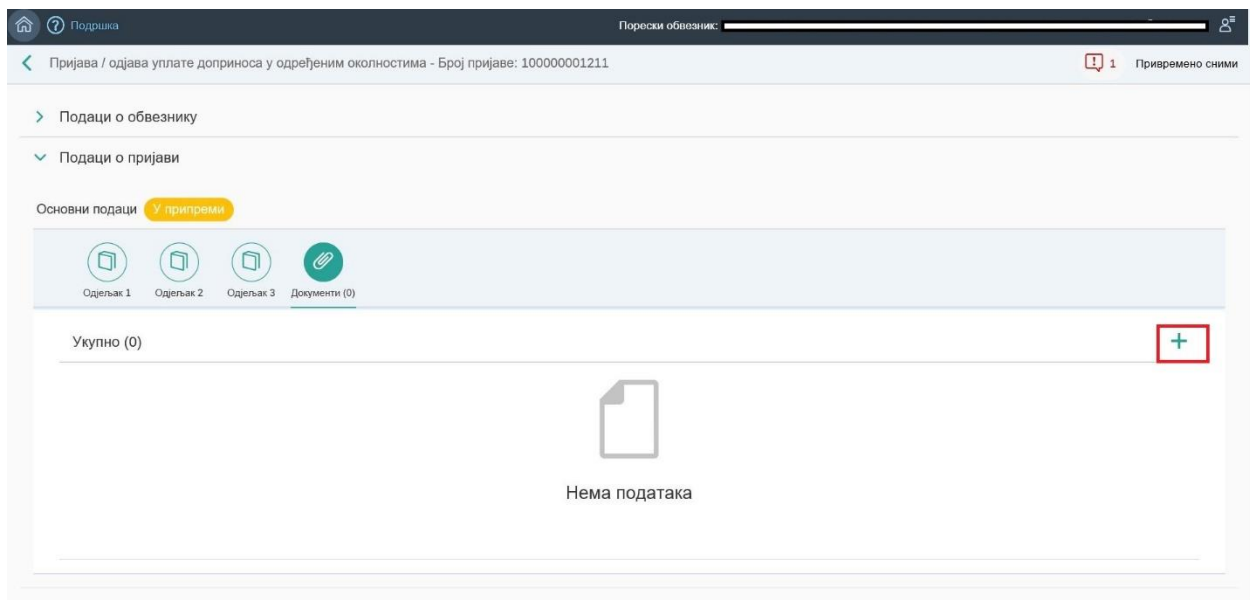 Подршка
Порески обвезник:
Пријава / одјава уплате доприноса у одређеним околностима - Број пријаве: 100000001211
1
Привремено сними
Подаци о обвезнику
Подаци о пријави
Основни подаци У припреми
Одјељак 1 Одјељак 2 Одјељак 3 Документи (0)
Укупно (0)
Нема података